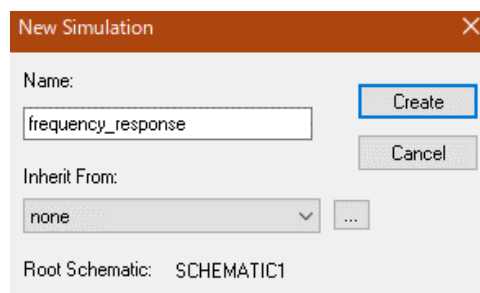 New Simulation
Name:
frequency_response
Create
Cancel
Inherit From:
none
...
Root Schematic: SCHEMATIC1